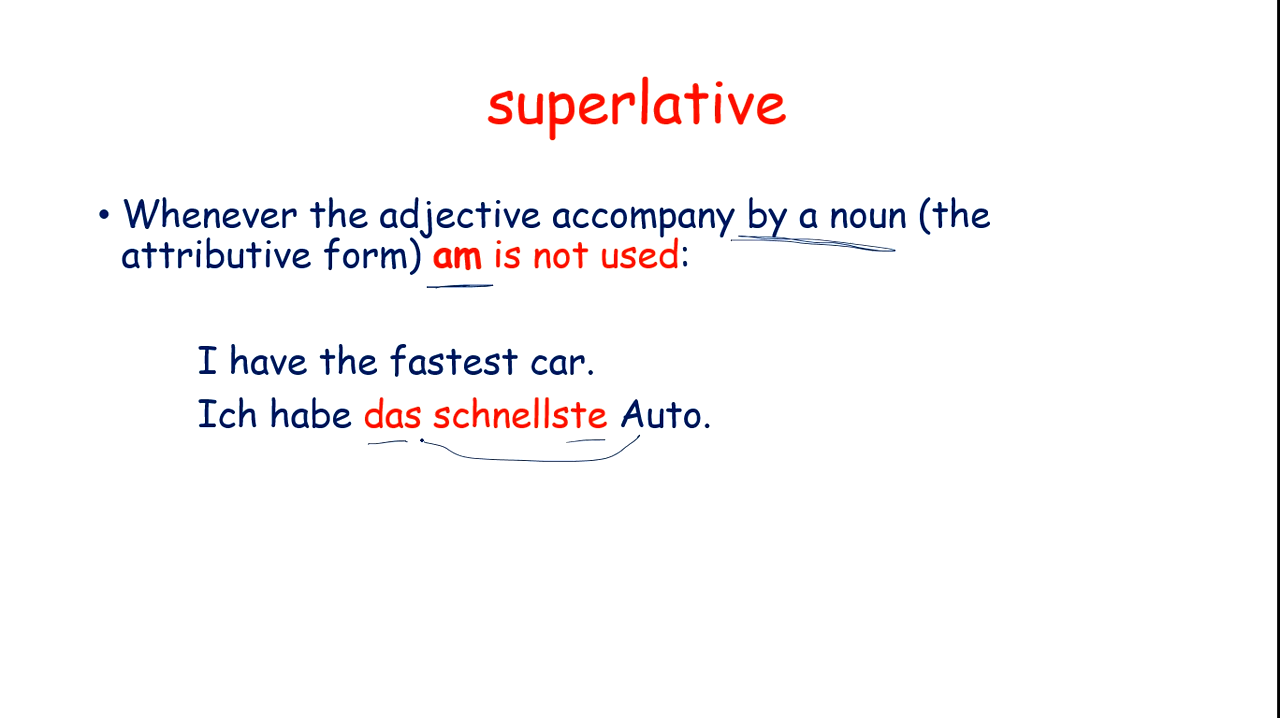 superlative
• Whenever the adjective accompany by a noun (the
attributive form) am is not used:
I have the fastest car.
Ich habe das schnellste Auto.